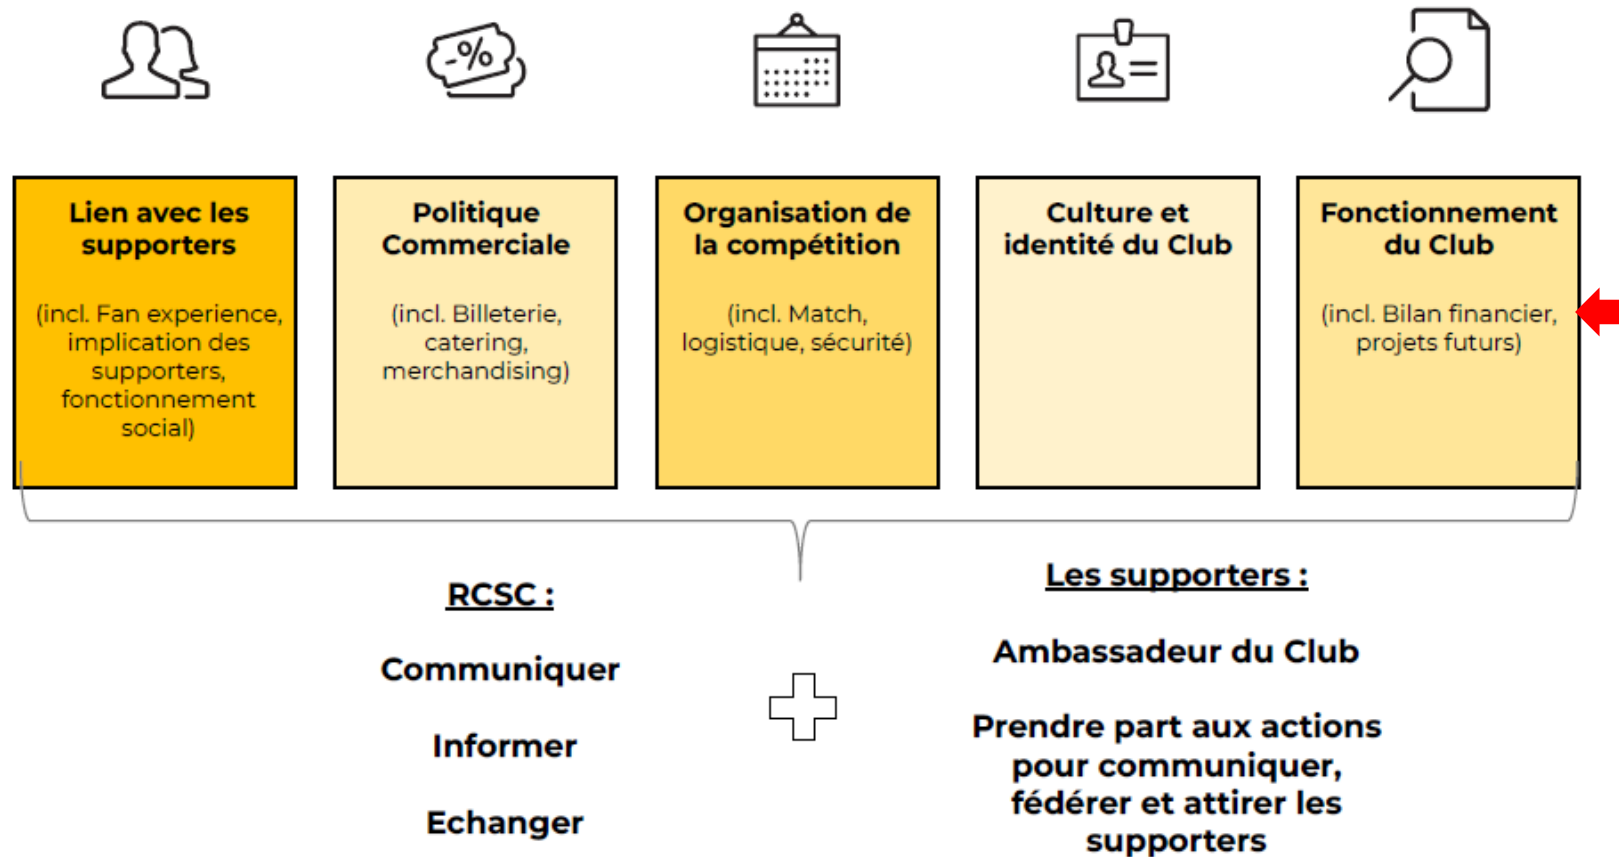 -%
Lien avec les
supporters
(incl. Fan experience,
implication des
supporters,
fonctionnement
social)
Politique
Commerciale
(incl. Billeterie,
catering,
merchandising)
Organisation de
la compétition
(incl. Match,
logistique, sécurité)
Culture et
identité du Club
Fonctionnement
du Club
(incl. Bilan financier,
projets futurs)
RCSC :
Communiquer
Informer
Echanger
Les supporters :
Ambassadeur du Club
Prendre part aux actions
pour communiquer,
fédérer et attirer les
supporters